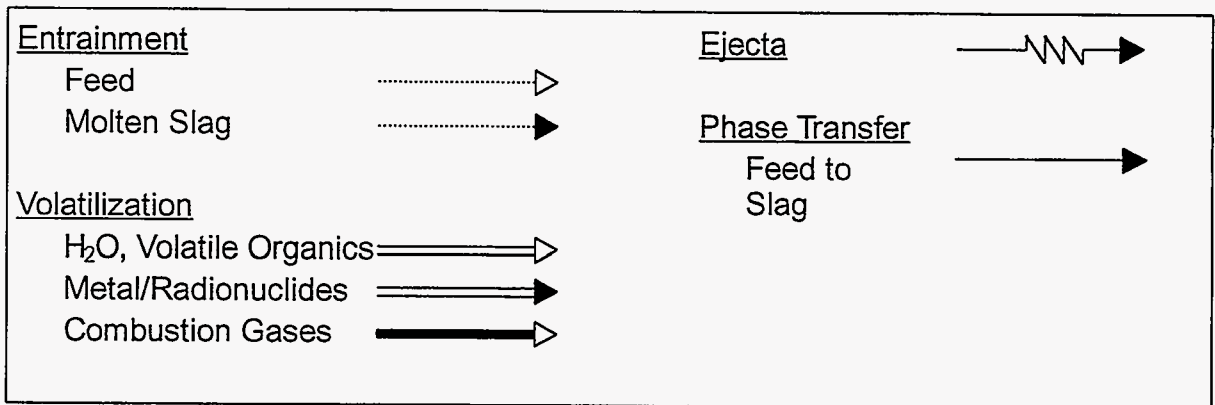 Entrainment
Feed
Molten Slag
Volatilization
H₂O, Volatile Organics
Metal/Radionuclides
Combustion Gases
Ejecta
Phase Transfer
Feed to
Slag